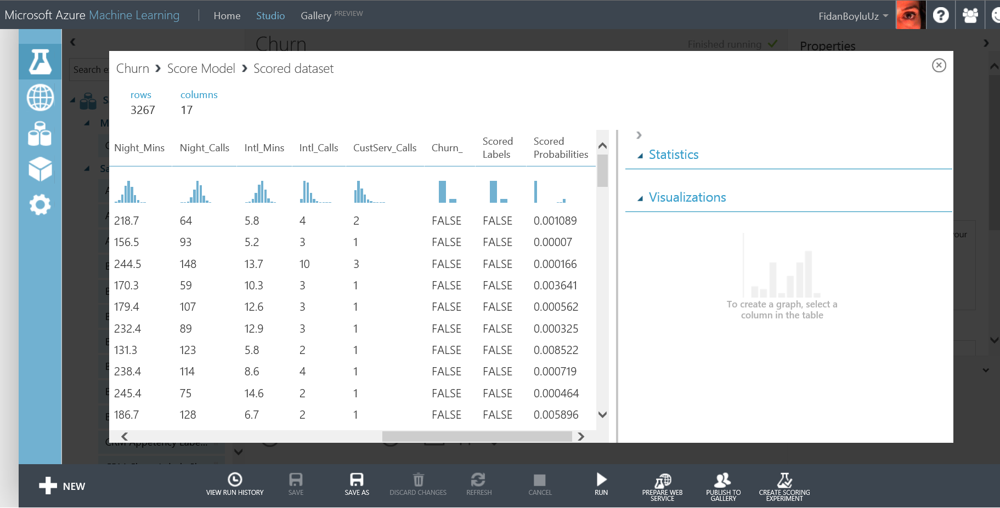 Microsoft Azure Machine Learning Home Studio Gallery PREVIEW FidanBoyluUz
Churn
Finished running
Properties
Search e
Churn Score Model Scored dataset
rows columns
3267 17
Night_Mins Night_Calls Intl_Mins Intl_Calls CustServ_Calls Churn_ Scored Labels Scored Probabilities
218.7 64 5.8 4 2 FALSE FALSE 0.001089
156.5 93 5.2 3 1 FALSE FALSE 0.00007
244.5 148 13.7 10 3 FALSE FALSE 0.000166
170.3 59 10.3 3 1 FALSE FALSE 0.003641
179.4 107 12.6 3 1 FALSE FALSE 0.000562
232.4 89 12.9 3 1 FALSE FALSE 0.000325
131.3 123 5.8 2 1 FALSE FALSE 0.008522
238.4 114 8.6 4 1 FALSE FALSE 0.000719
245.4 75 14.6 2 1 FALSE FALSE 0.000464
186.7 128 6.7 2 1 FALSE FALSE 0.005896
Statistics
Visualizations
To create a graph, select a
column in the table
NEW
VIEW RUN HISTORY
SAVE
SAVE AS
DISCARD CHANGES
REFRESH
CANCEL
RUN
PREPARE WEB
SERVICE
PUBLISH TO
GALLERY
CREATE SCORING
EXPERIMENT